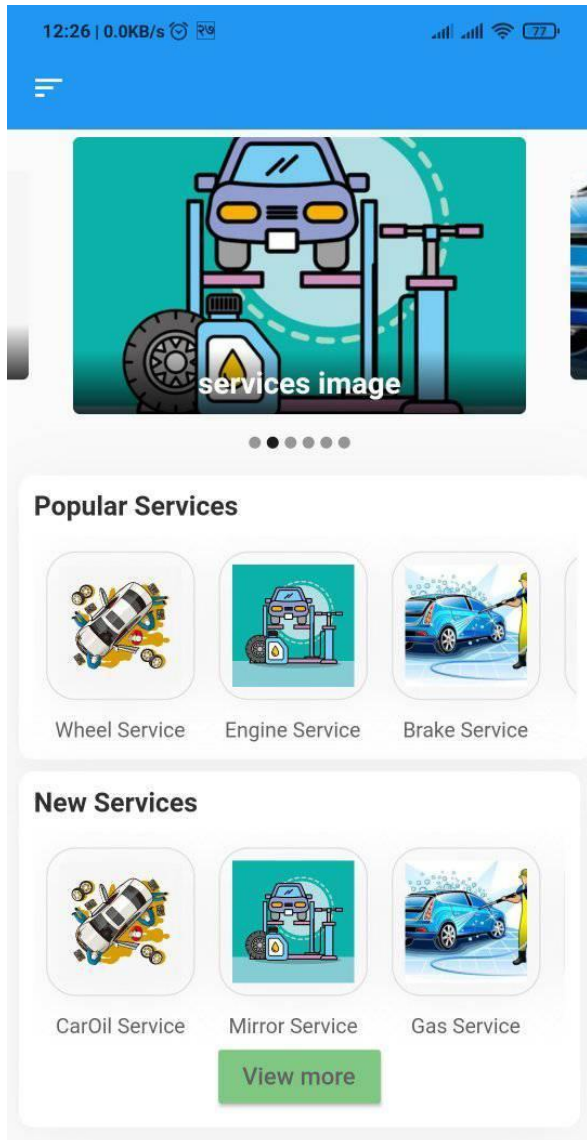 12:26 | 0.0KB/s
77
services image
Popular Services
Wheel Service
Engine Service
Brake Service
New Services
CarOil Service
Mirror Service
Gas Service
View more